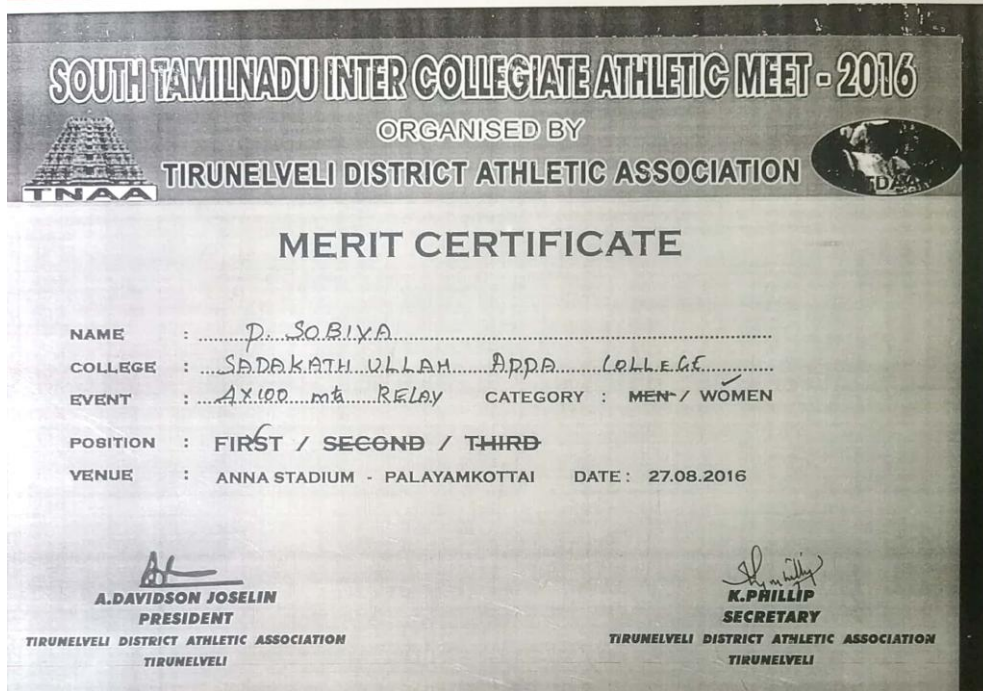 SOUTH TAMILNADU INTER COLLEGIATE ATHLETIC MEET - 2016
ORGANISED BY
TIRUNELVELI DISTRICT ATHLETIC ASSOCIATION
TNAA
TDAA
MERIT CERTIFICATE
NAME : P. SOBIYA
COLLEGE : SADAKATH ULLAH APPA COLLEGE
EVENT : 4X100 mts RELAY CATEGORY : MEN / WOMEN
POSITION : FIRST / SECOND / THIRD
VENUE : ANNA STADIUM - PALAYAMKOTTAI DATE : 27.08.2016
A.DAVIDSON JOSELIN
PRESIDENT
TIRUNELVELI DISTRICT ATHLETIC ASSOCIATION
TIRUNELVELI
K.PHILLIP
SECRETARY
TIRUNELVELI DISTRICT ATHLETIC ASSOCIATION
TIRUNELVELI